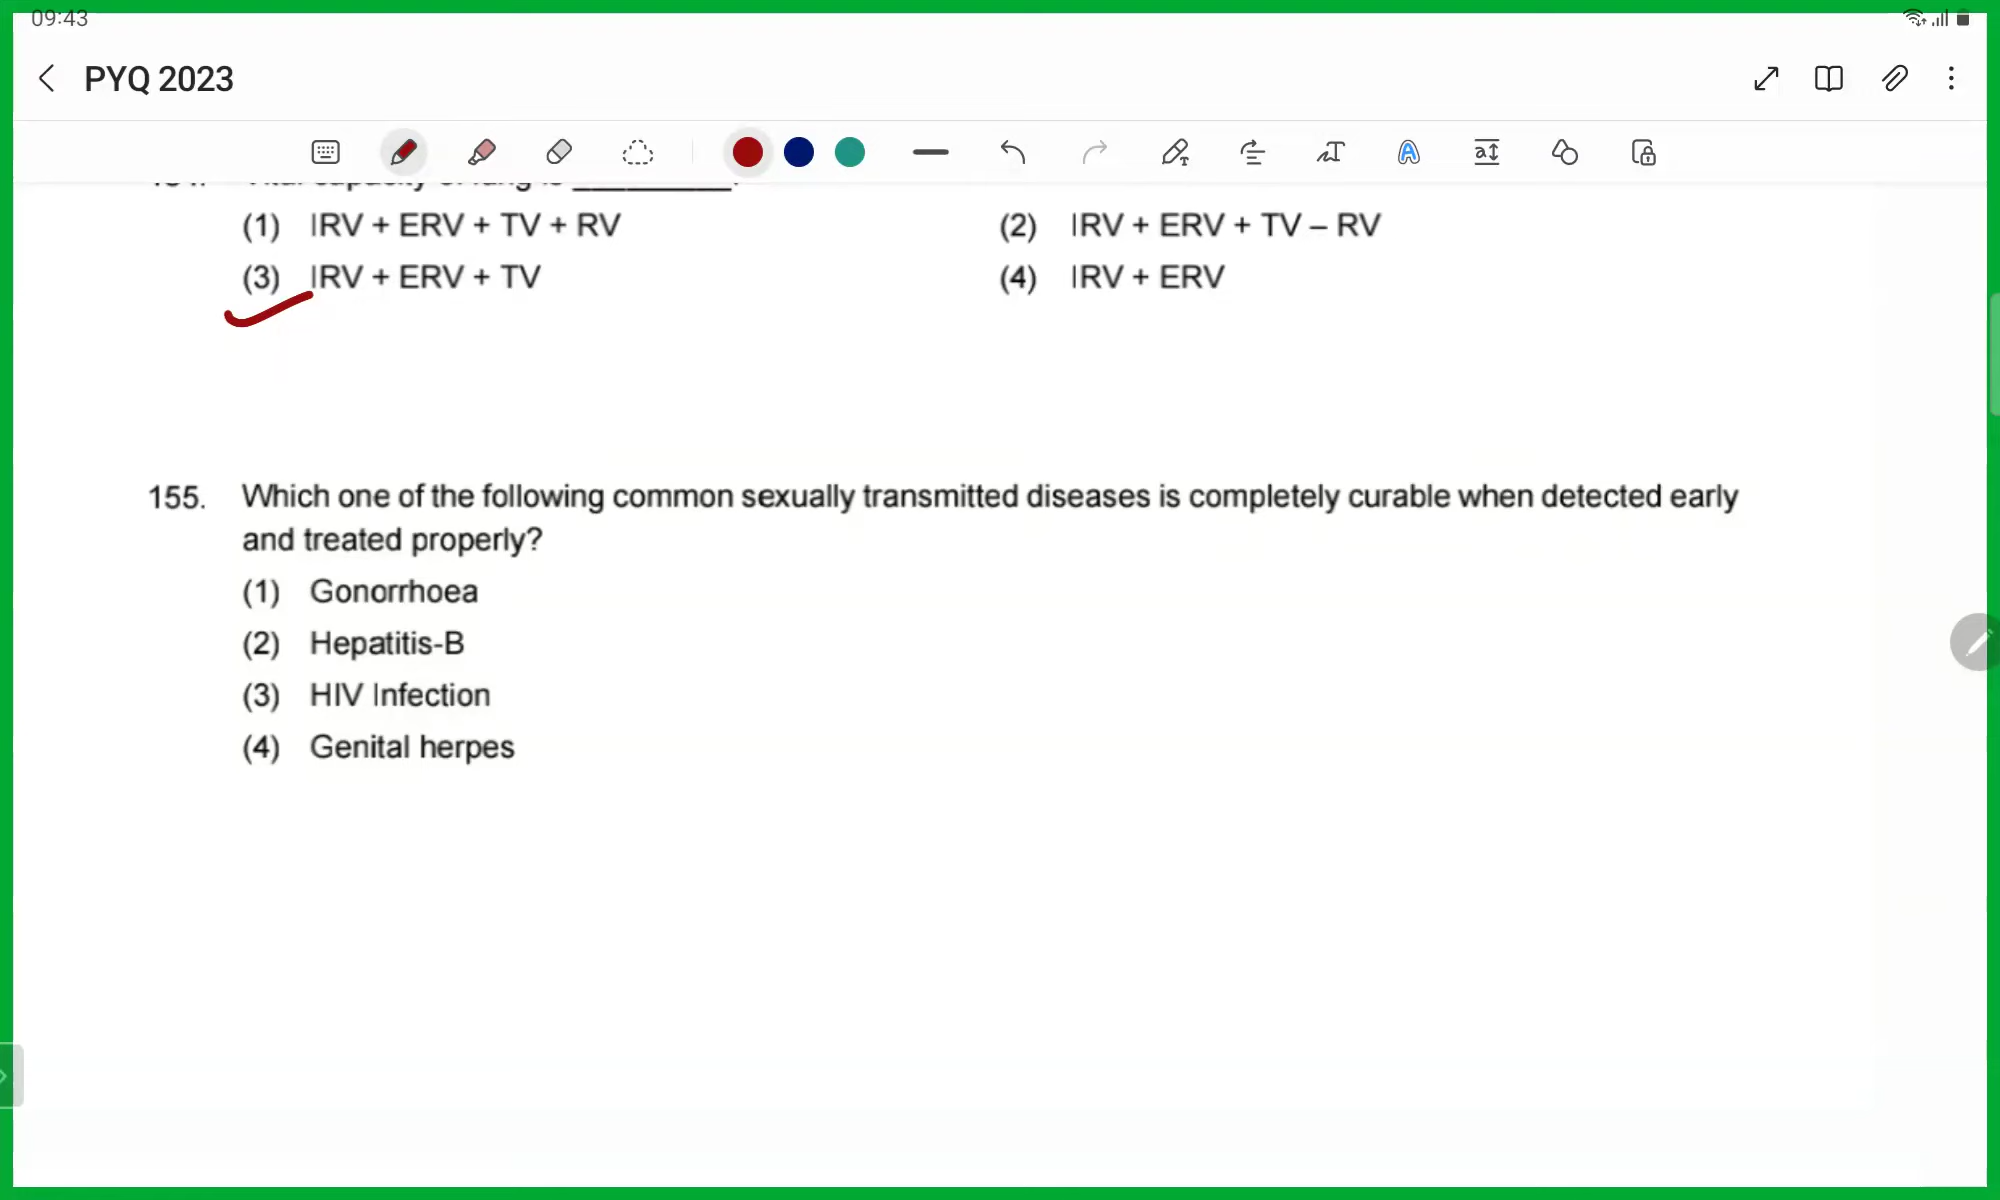 09:43
PYQ 2023
(1) IRV + ERV + TV + RV
(2) IRV + ERV + TV – RV
(3) IRV + ERV + TV
(4) IRV + ERV
155. Which one of the following common sexually transmitted diseases is completely curable when detected early
and treated properly?
(1) Gonorrhoea
(2) Hepatitis-B
(3) HIV Infection
(4) Genital herpes